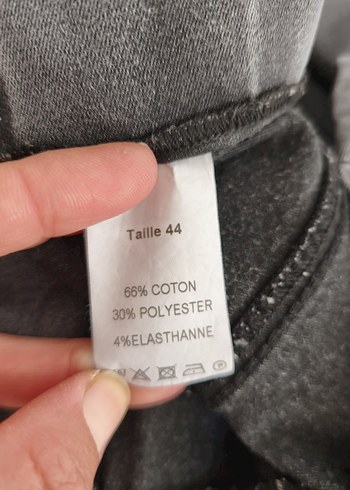 Taille 44
66% COTON
30% POLYESTER
4%ELASTHANNE